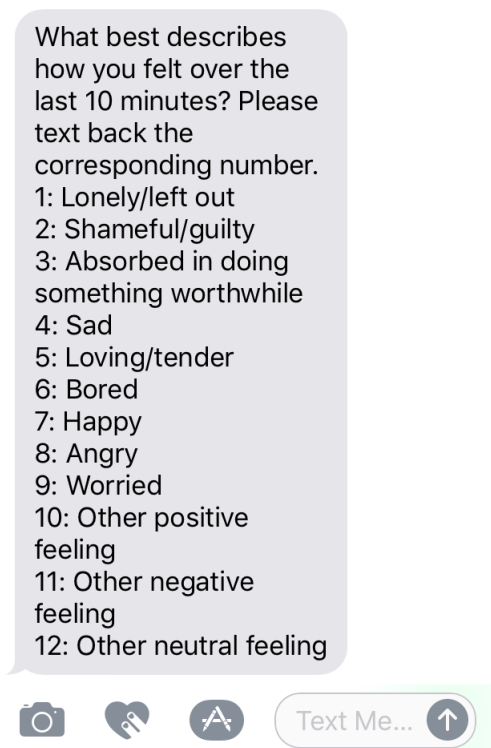 What best describes
how you felt over the
last 10 minutes? Please
text back the
corresponding number.
1: Lonely/left out
2: Shameful/guilty
3: Absorbed in doing
something worthwhile
4: Sad
5: Loving/tender
6: Bored
7: Happy
8: Angry
9: Worried
10: Other positive
feeling
11: Other negative
feeling
12: Other neutral feeling
Text Me...